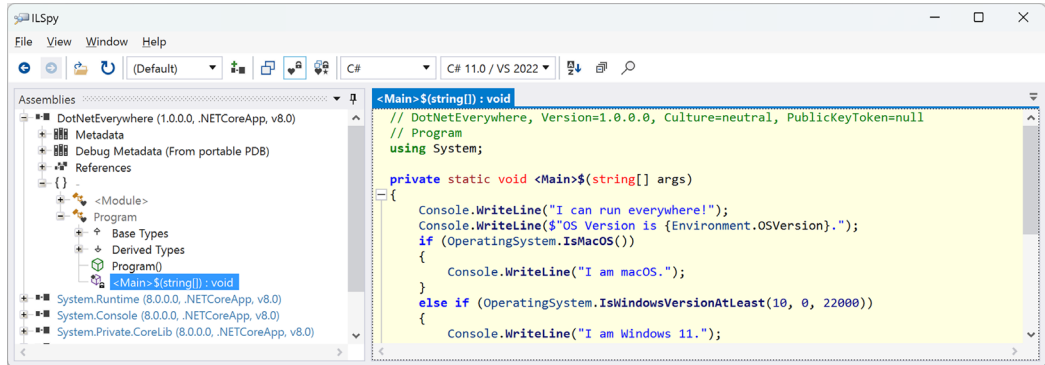 ILSpy
File View Window Help
(Default) C# C# 11.0 / VS 2022
Assemblies
DotNetEverywhere (1.0.0.0, .NETCoreApp, v8.0)
Metadata
Debug Metadata (From portable PDB)
References
{ } -
<Module>
Program
Base Types
Derived Types
Program()
<Main>$(string[]) : void
System.Runtime (8.0.0.0, .NETCoreApp, v8.0)
System.Console (8.0.0.0, .NETCoreApp, v8.0)
System.Private.CoreLib (8.0.0.0, .NETCoreApp, v8.0)
<Main>$(string[]) : void
// DotNetEverywhere, Version=1.0.0.0, Culture=neutral, PublicKeyToken=null
// Program
using System;
private static void <Main>$(string[] args)
{
Console.WriteLine("I can run everywhere!");
Console.WriteLine($"OS Version is {Environment.OSVersion}.");
if (OperatingSystem.IsMacOS())
{
Console.WriteLine("I am macOS.");
}
else if (OperatingSystem.IsWindowsVersionAtLeast(10, 0, 22000))
{
Console.WriteLine("I am Windows 11.");